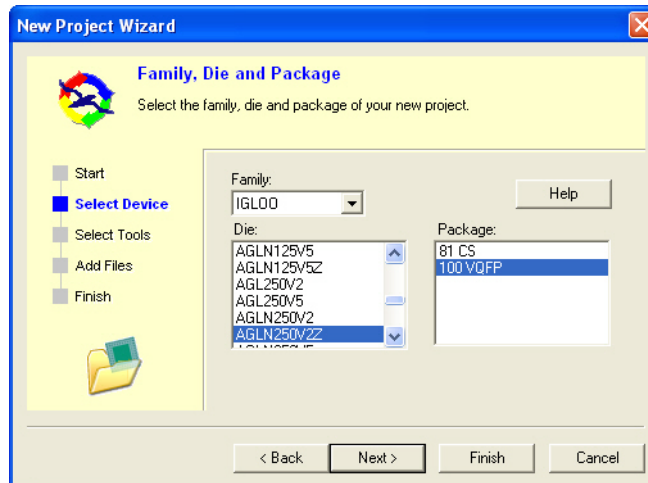 New Project Wizard
Family, Die and Package
Select the family, die and package of your new project.
Start
Select Device
Select Tools
Add Files
Finish
Family:
IGLOO
Help
Die:
AGLN125V5
AGLN125V5Z
AGL250V2
AGL250V5
AGLN250V2
AGLN250V2Z
Package:
81 CS
100 VQFP
< Back
Next >
Finish
Cancel